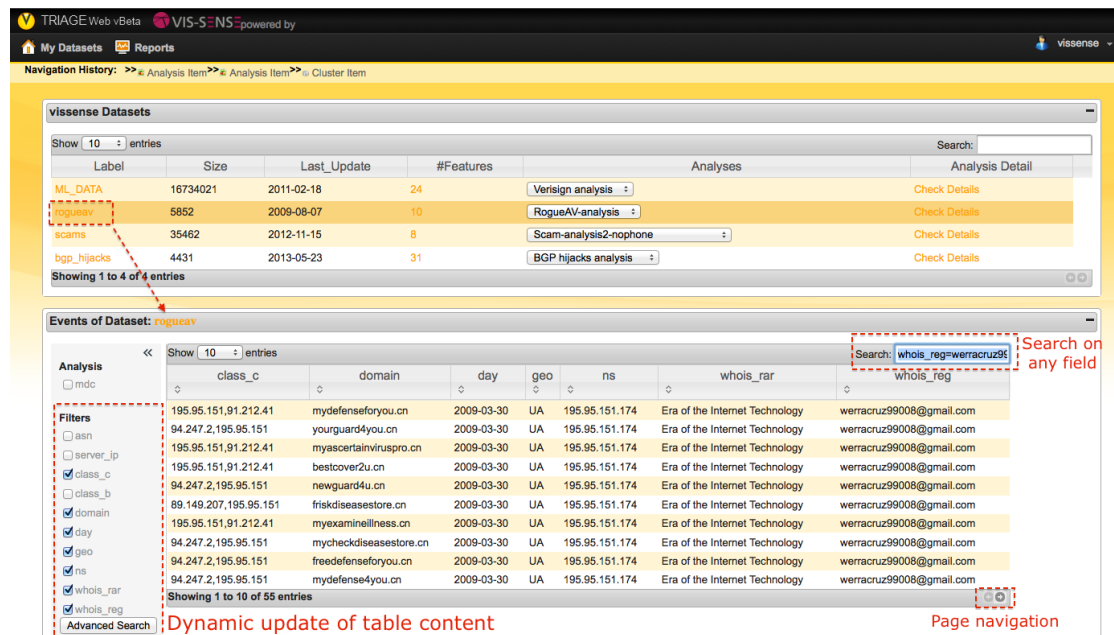 TRIAGE Web vBeta VIS-SENSE powered by
My Datasets Reports vissense
Navigation History: >> Analysis Item >> Analysis Item >> Cluster Item
vissense Datasets
Show 10 entries Search:
Label Size Last_Update #Features Analyses Analysis Detail
ML_DATA 16734021 2011-02-18 24 Verisign analysis Check Details
rogueav 5852 2009-08-07 10 RogueAV-analysis Check Details
scams 35462 2012-11-15 8 Scam-analysis2-nophone Check Details
bgp_hijacks 4431 2013-05-23 31 BGP hijacks analysis Check Details
Showing 1 to 4 of 4 entries
Events of Dataset: rogueav
«
Analysis
mdc
Filters
asn
server_ip
class_c
class_b
domain
day
geo
ns
whois_rar
whois_reg
Advanced Search
Show 10 entries Search: whois_reg=werracruz99
Search on any field
class_c domain day geo ns whois_rar whois_reg
195.95.151,91.212.41 mydefenseforyou.cn 2009-03-30 UA 195.95.151.174 Era of the Internet Technology werracruz99008@gmail.com
94.247.2,195.95.151 yourguard4you.cn 2009-03-30 UA 195.95.151.174 Era of the Internet Technology werracruz99008@gmail.com
195.95.151,91.212.41 myascertainviruspro.cn 2009-03-30 UA 195.95.151.174 Era of the Internet Technology werracruz99008@gmail.com
195.95.151,91.212.41 bestcover2u.cn 2009-03-30 UA 195.95.151.174 Era of the Internet Technology werracruz99008@gmail.com
94.247.2,195.95.151 newguard4u.cn 2009-03-30 UA 195.95.151.174 Era of the Internet Technology werracruz99008@gmail.com
89.149.207,195.95.151 friskdiseasestore.cn 2009-03-30 UA 195.95.151.174 Era of the Internet Technology werracruz99008@gmail.com
195.95.151,91.212.41 myexamineillness.cn 2009-03-30 UA 195.95.151.174 Era of the Internet Technology werracruz99008@gmail.com
94.247.2,195.95.151 mycheckdiseasestore.cn 2009-03-30 UA 195.95.151.174 Era of the Internet Technology werracruz99008@gmail.com
94.247.2,195.95.151 freedefenseforyou.cn 2009-03-30 UA 195.95.151.174 Era of the Internet Technology werracruz99008@gmail.com
94.247.2,195.95.151 mydefense4you.cn 2009-03-30 UA 195.95.151.174 Era of the Internet Technology werracruz99008@gmail.com
Showing 1 to 10 of 55 entries
Dynamic update of table content
Page navigation